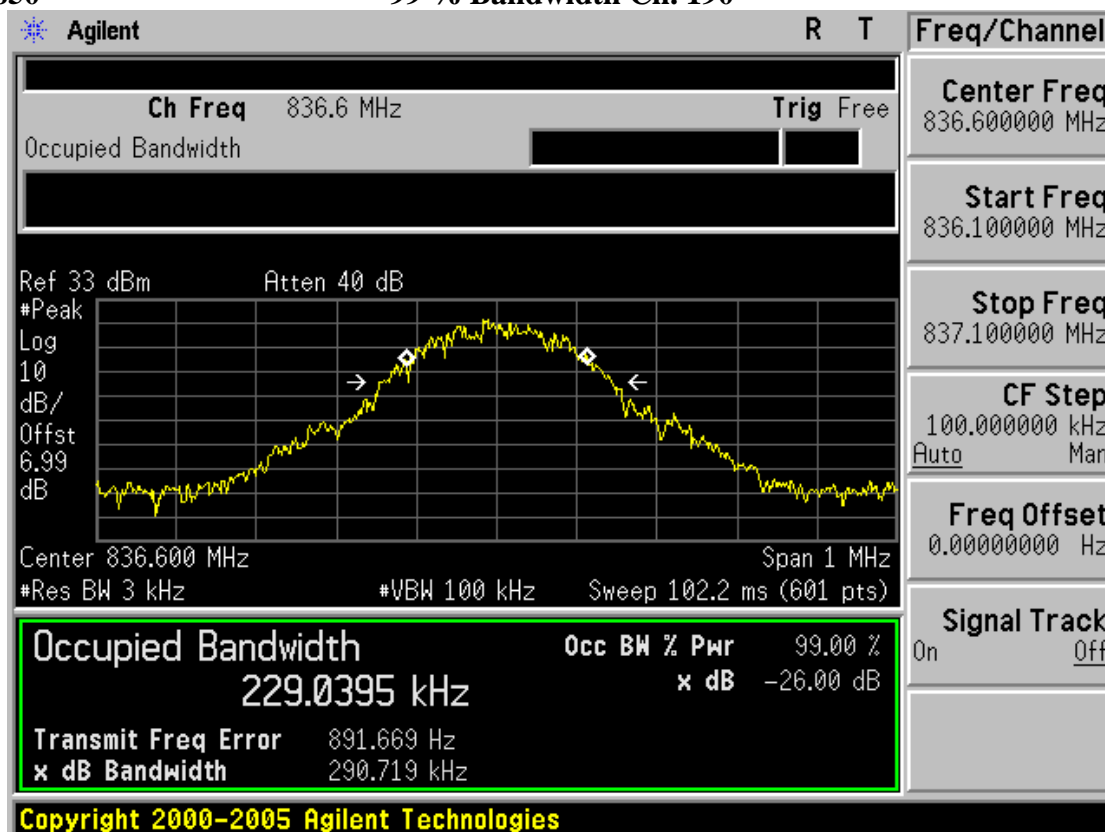 99 % Bandwidth Ch. 190
Agilent R T
Ch Freq 836.6 MHz Trig Free
Occupied Bandwidth
Ref 33 dBm Atten 40 dB
#Peak
Log
10
dB/
Offst
6.99
dB
Center 836.600 MHz Span 1 MHz
#Res BW 3 kHz #VBW 100 kHz Sweep 102.2 ms (601 pts)
Occupied Bandwidth Occ BW % Pwr 99.00 %
229.0395 kHz x dB -26.00 dB
Transmit Freq Error 891.669 Hz
x dB Bandwidth 290.719 kHz
Copyright 2000-2005 Agilent Technologies
Freq/Channel
Center Freq
836.600000 MHz
Start Freq
836.100000 MHz
Stop Freq
837.100000 MHz
CF Step
100.000000 kHz
Auto Man
Freq Offset
0.00000000 Hz
Signal Track
On Off